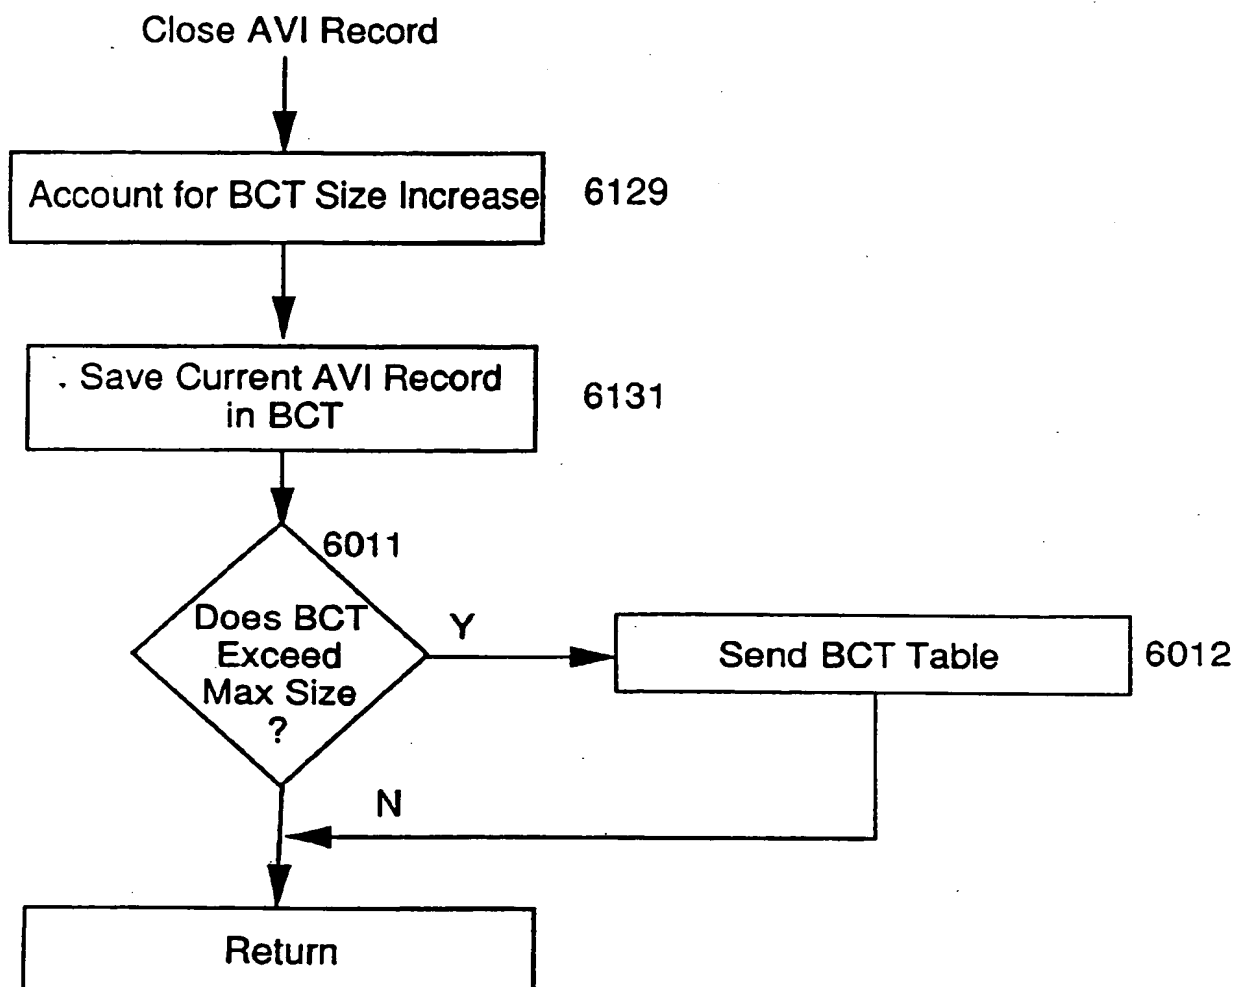 Close AVI Record
Account for BCT Size Increase
6129
Save Current AVI Record
in BCT
6131
6011
Does BCT
Exceed
Max Size
?
Y
Send BCT Table
6012
N
Return